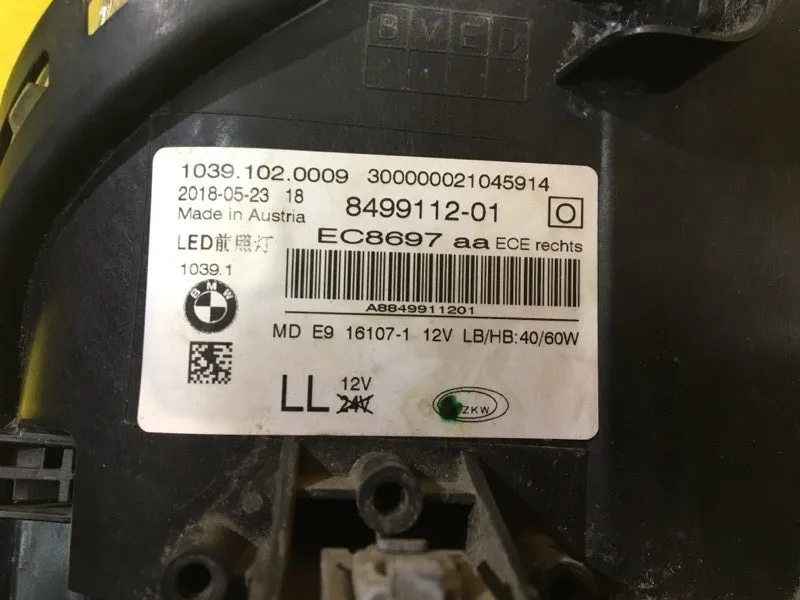 B V E D
1039.102.0009 300000021045914
2018-05-23 18
Made in Austria 8499112-01
LED前照灯 EC8697 aa ECE rechts
1039.1
BMW
A8849911201
MD E9 16107-1 12V LB/HB:40/60W
LL 12V
24V
ZKW